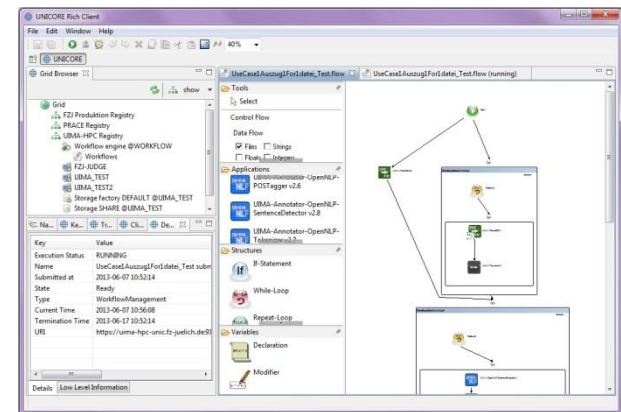 UNICORE Rich Client
File Edit Window Help
40%
UNICORE
Grid Browser
show
Grid
FZJ Produktion Registry
PRACE Registry
UIMA-HPC Registry
Workflow engine @WORKFLOW
Workflows
FZJ-JUDGE
UIMA_TEST
UIMA_TEST2
Storage factory DEFAULT @UIMA_TEST
Storage SHARE @UIMA_TEST
Na... Ke... Tr... Cli... De...
Key Value
Execution Status RUNNING
Name UseCase1Auszug1For1datei_Test subm
Submitted at 2013-06-07 10:52:14
State Ready
Type WorkflowManagement
Current Time 2013-06-07 10:56:08
Termination Time 2013-06-17 10:52:14
URI https://uima-hpc-unic.fz-juelich.de:91
Details Low Level Information
UseCase1Auszug1For1datei_Test.flow UseCase1Auszug1For1datei_Test.flow (running)
Tools
Select
Control Flow
Data Flow
Files Strings
Floats Integers
Applications
UIMA-Annotator-OpenNLP-
POSTagger v2.6
UIMA-Annotator-OpenNLP-
SentenceDetector v2.8
UIMA-Annotator-OpenNLP-
Structures
If-Statement
While-Loop
Repeat-Loop
Variables
Declaration
Modifier